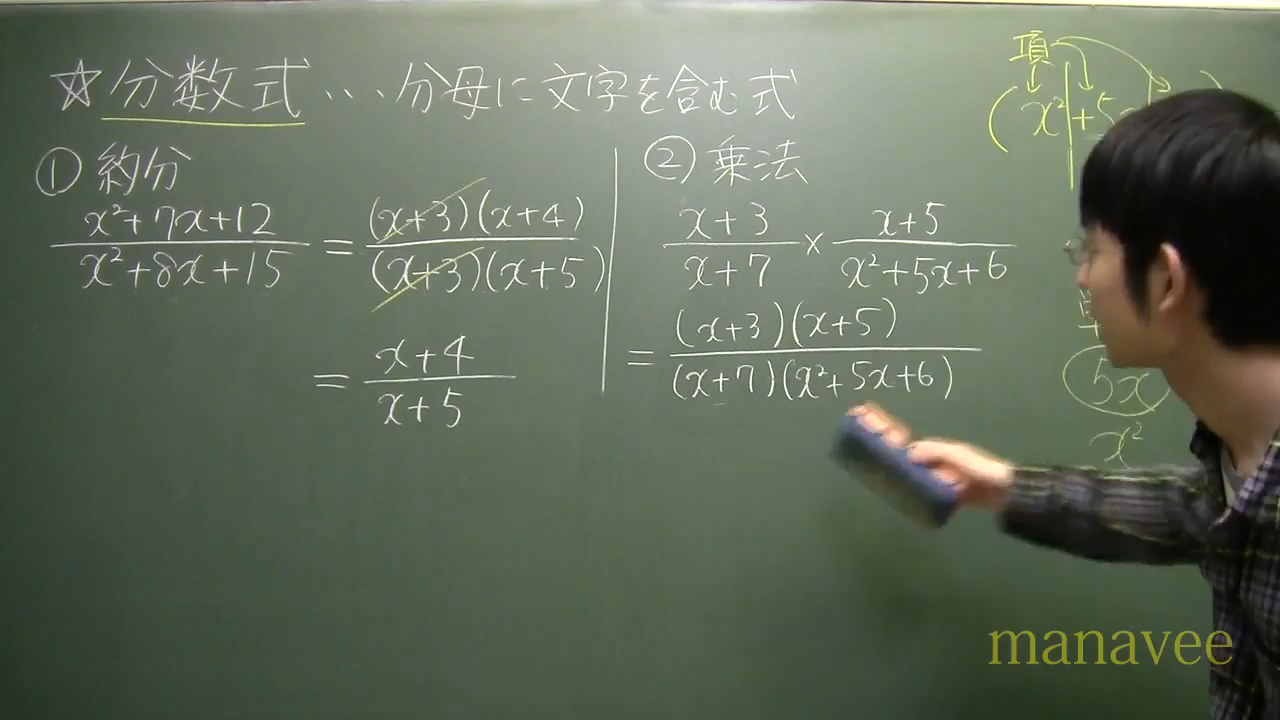 ☆分数式…分母に文字を含む式
① 約分
x²+7x+12 / x²+8x+15 = (x+3)(x+4) / (x+3)(x+5)
= x+4 / x+5
② 乗法
x+3 / x+7 × x+5 / x²+5x+6
= (x+3)(x+5) / (x+7)(x²+5x+6)
項
(x²+5
5x
x²
manavee